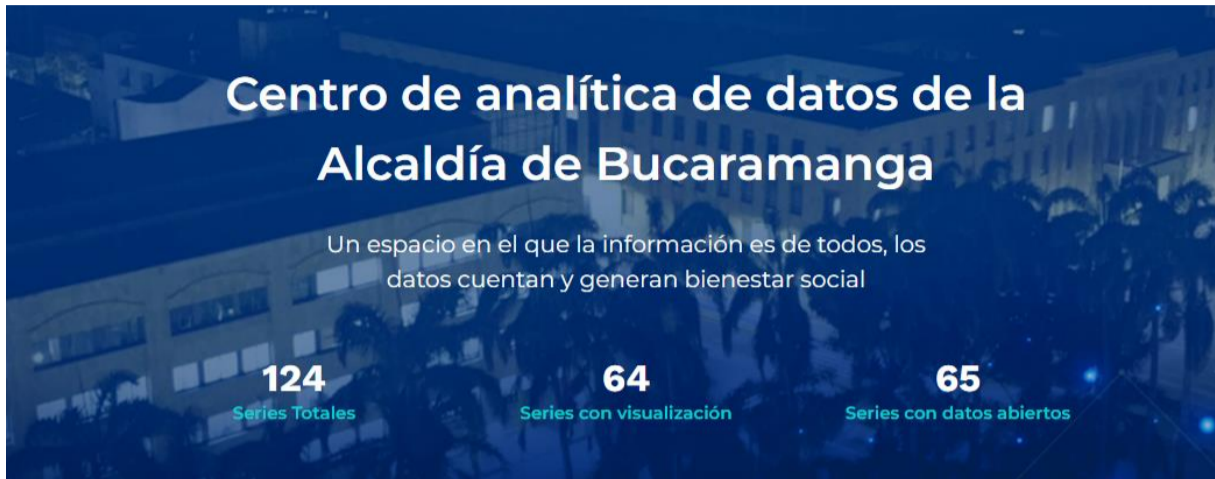 Centro de analítica de datos de la
Alcaldía de Bucaramanga
Un espacio en el que la información es de todos, los
datos cuentan y generan bienestar social
124
Series Totales
64
Series con visualización
65
Series con datos abiertos